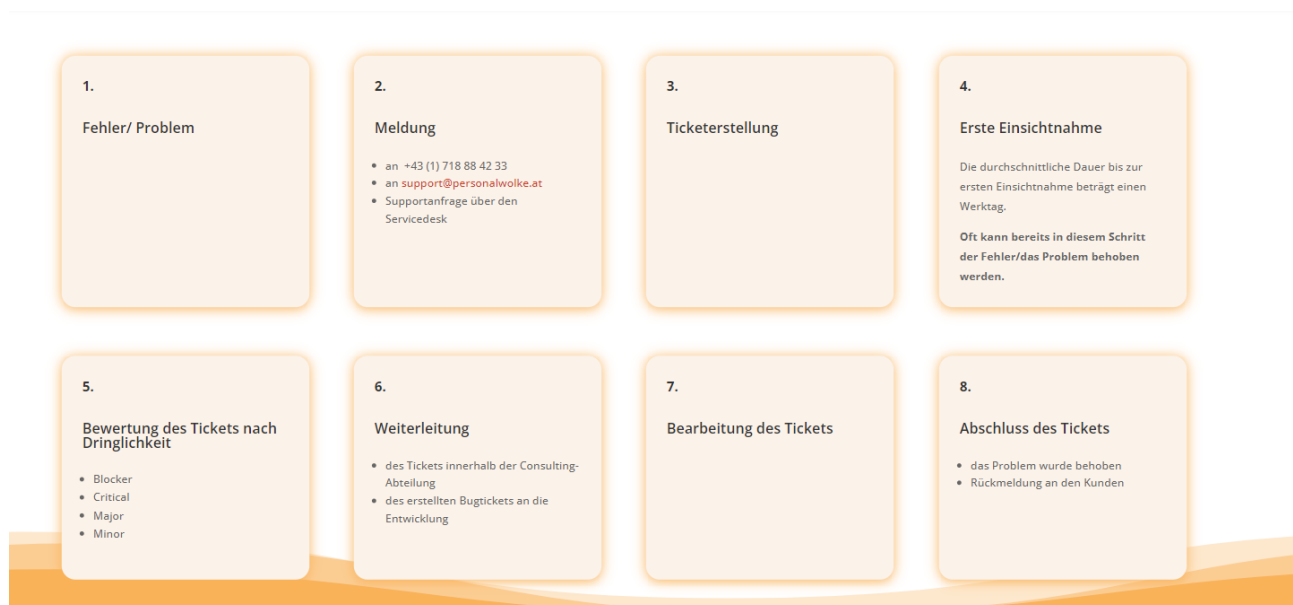 1.
Fehler/ Problem
2.
Meldung
an  +43 (1) 718 88 42 33
an support@personalwolke.at
Supportanfrage über den
Servicedesk
3.
Ticketerstellung
4.
Erste Einsichtnahme
Die durchschnittliche Dauer bis zur
ersten Einsichtnahme beträgt einen
Werktag.
Oft kann bereits in diesem Schritt
der Fehler/das Problem behoben
werden.
5.
Bewertung des Tickets nach
Dringlichkeit
Blocker
Critical
Major
Minor
6.
Weiterleitung
des Tickets innerhalb der Consulting-
Abteilung
des erstellten Bugtickets an die
Entwicklung
7.
Bearbeitung des Tickets
8.
Abschluss des Tickets
das Problem wurde behoben
Rückmeldung an den Kunden